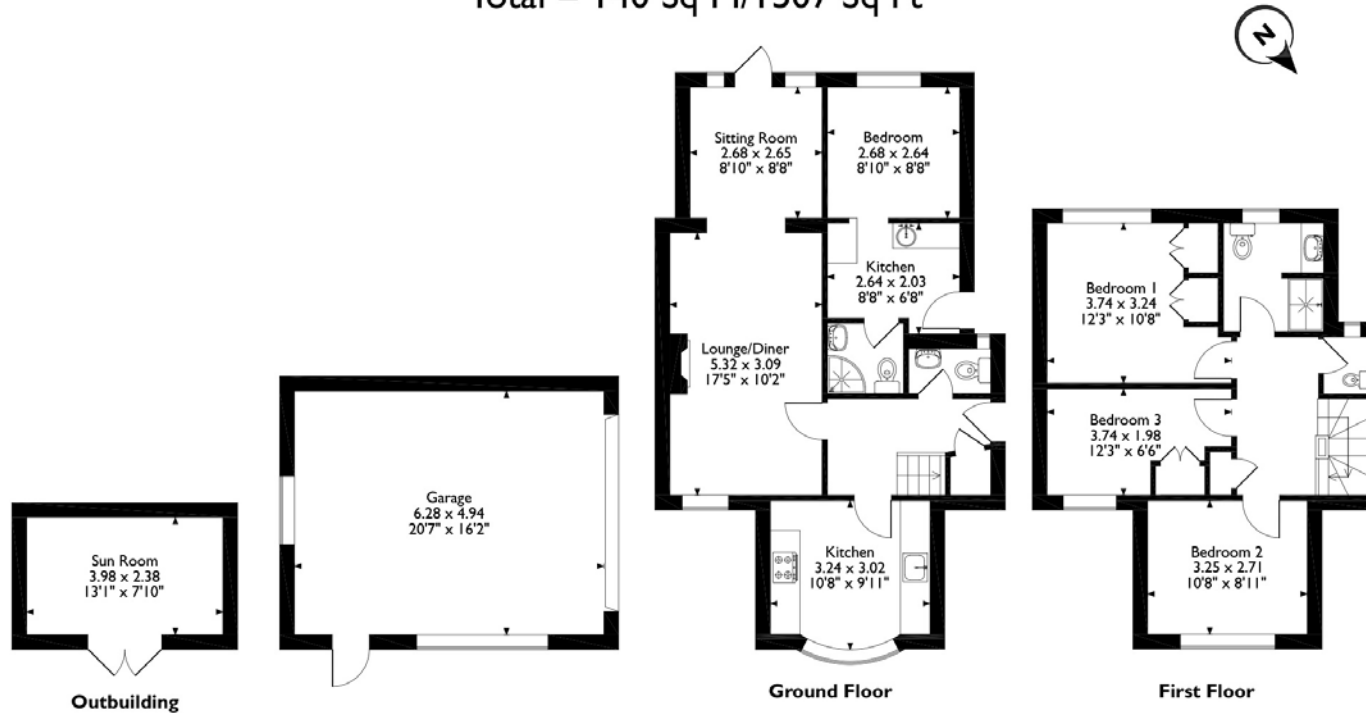 N
Sitting Room
2.68 x 2.65
8'10" x 8'8"
Bedroom
2.68 x 2.64
8'10" x 8'8"
Kitchen
2.64 x 2.03
8'8" x 6'8"
Bedroom 1
3.74 x 3.24
12'3" x 10'8"
Lounge/Diner
5.32 x 3.09
17'5" x 10'2"
Bedroom 3
3.74 x 1.98
12'3" x 6'6"
Garage
6.28 x 4.94
20'7" x 16'2"
Sun Room
3.98 x 2.38
13'1" x 7'10"
Kitchen
3.24 x 3.02
10'8" x 9'11"
Bedroom 2
3.25 x 2.71
10'8" x 8'11"
Outbuilding
Ground Floor
First Floor